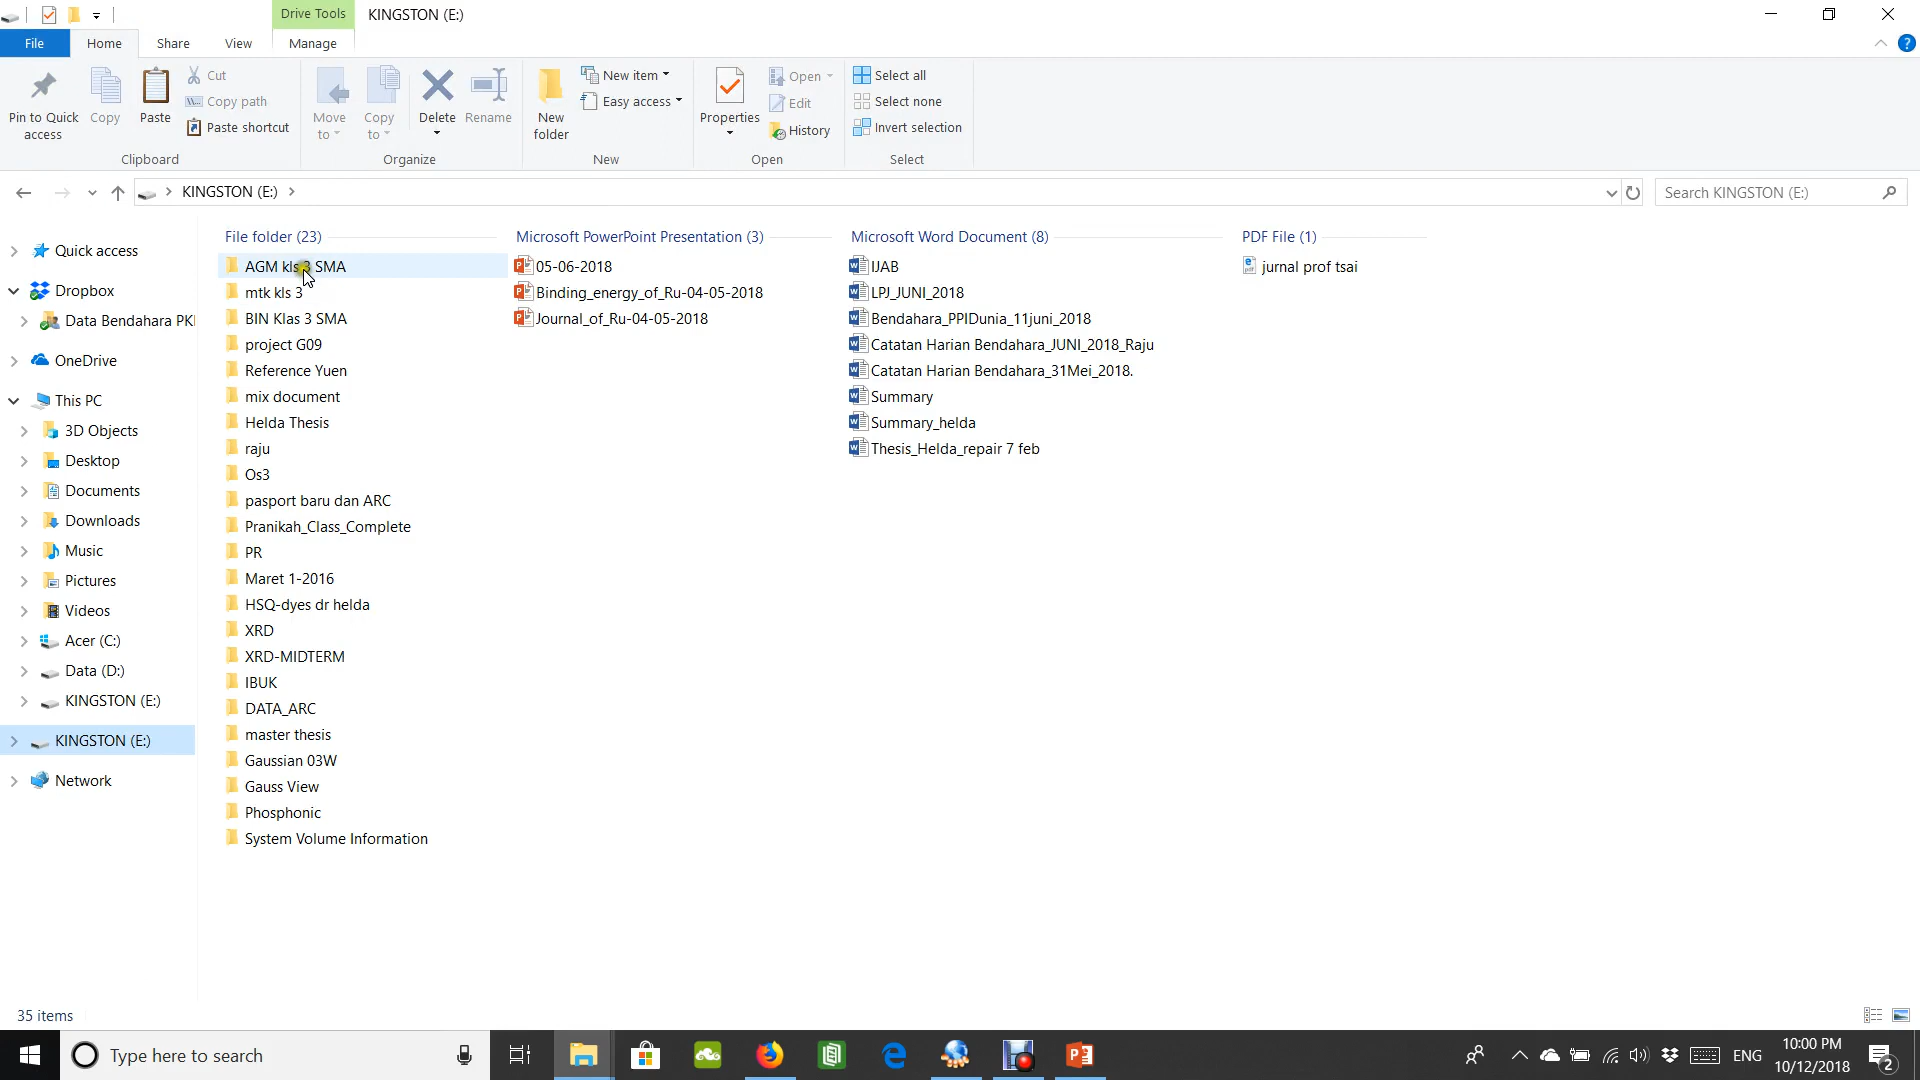 Drive Tools
KINGSTON (E:)
File
Home
Share
View
Manage
Pin to Quick access
Copy
Paste
Cut
Copy path
Paste shortcut
Clipboard
Move to
Copy to
Delete
Rename
Organize
New folder
New item
Easy access
New
Properties
Open
Edit
History
Open
Select all
Select none
Invert selection
Select
KINGSTON (E:)
Search KINGSTON (E:)
Quick access
Dropbox
Data Bendahara PKI
OneDrive
This PC
3D Objects
Desktop
Documents
Downloads
Music
Pictures
Videos
Acer (C:)
Data (D:)
KINGSTON (E:)
KINGSTON (E:)
Network
File folder (23)
AGM kls 3 SMA
mtk kls 3
BIN Klas 3 SMA
project G09
Reference Yuen
mix document
Helda Thesis
raju
Os3
pasport baru dan ARC
Pranikah_Class_Complete
PR
Maret 1-2016
HSQ-dyes dr helda
XRD
XRD-MIDTERM
IBUK
DATA_ARC
master thesis
Gaussian 03W
Gauss View
Phosphonic
System Volume Information
Microsoft PowerPoint Presentation (3)
05-06-2018
Binding_energy_of_Ru-04-05-2018
Journal_of_Ru-04-05-2018
Microsoft Word Document (8)
IJAB
LPJ_JUNI_2018
Bendahara_PPIDunia_11juni_2018
Catatan Harian Bendahara_JUNI_2018_Raju
Catatan Harian Bendahara_31Mei_2018.
Summary
Summary_helda
Thesis_Helda_repair 7 feb
PDF File (1)
jurnal prof tsai
35 items
Type here to search
ENG
10:00 PM
10/12/2018
2